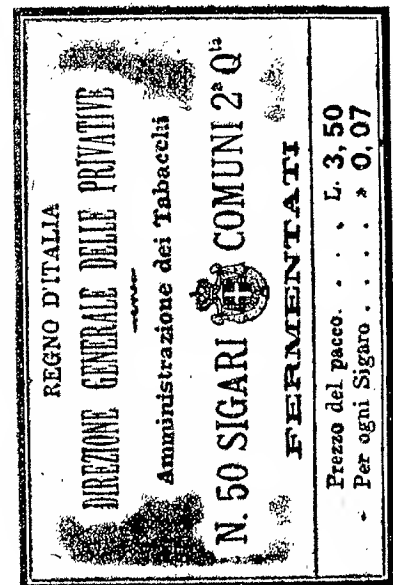 REGNO D'ITALIA
DIREZIONE GENERALE DELLE PRIVATIVE
Amministrazione dei Tabacchi
N. 50 SIGARI COMUNI 2ª Qtà
FERMENTATI
Prezzo del pacco. . . . L. 3,50
Per ogni Sigaro . . . . » 0,07